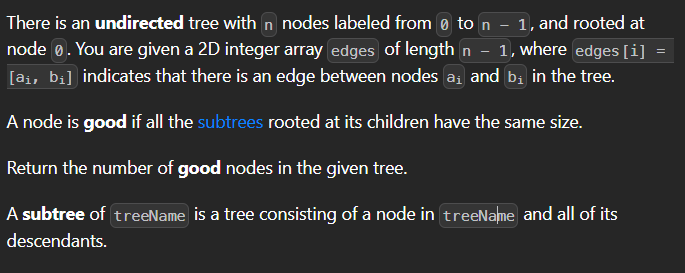 There is an undirected tree with n nodes labeled from 0 to n - 1, and rooted at
node 0. You are given a 2D integer array edges of length n - 1, where edges[i] =
[aᵢ, bᵢ] indicates that there is an edge between nodes aᵢ and bᵢ in the tree.
A node is good if all the subtrees rooted at its children have the same size.
Return the number of good nodes in the given tree.
A subtree of treeName is a tree consisting of a node in treeName and all of its
descendants.